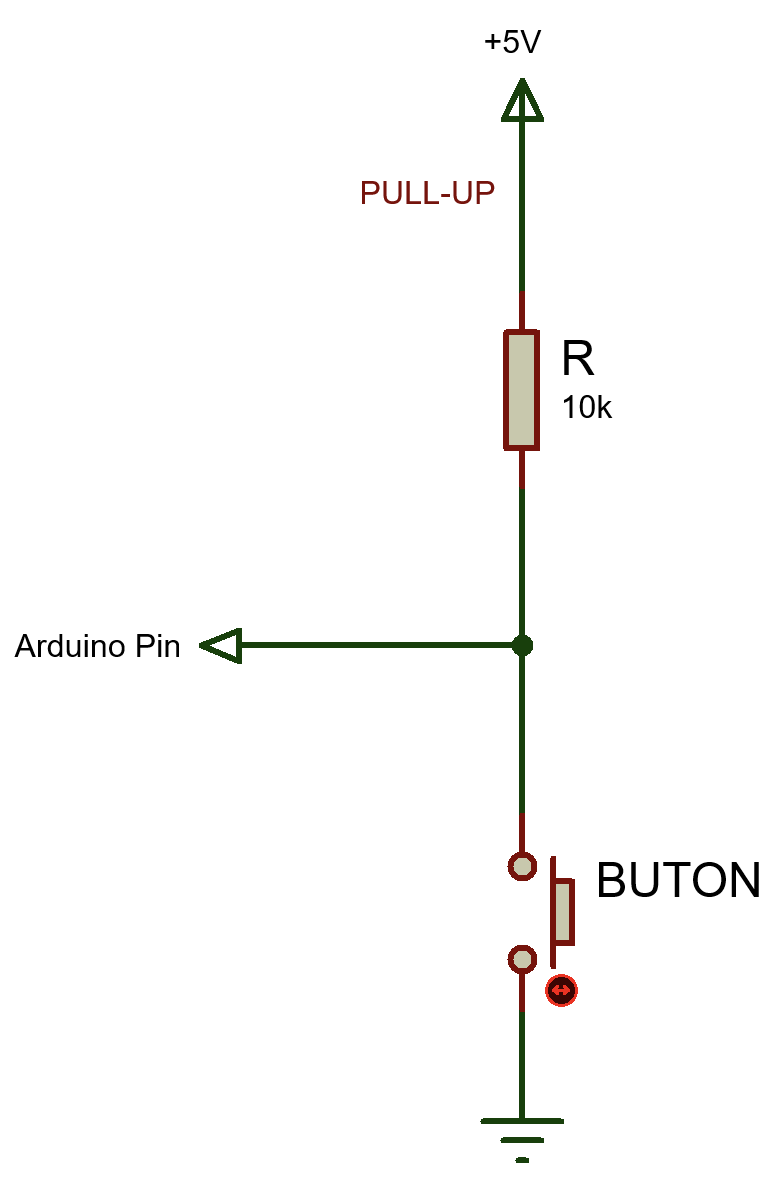 +5V
PULL-UP
R
10k
Arduino Pin
BUTON